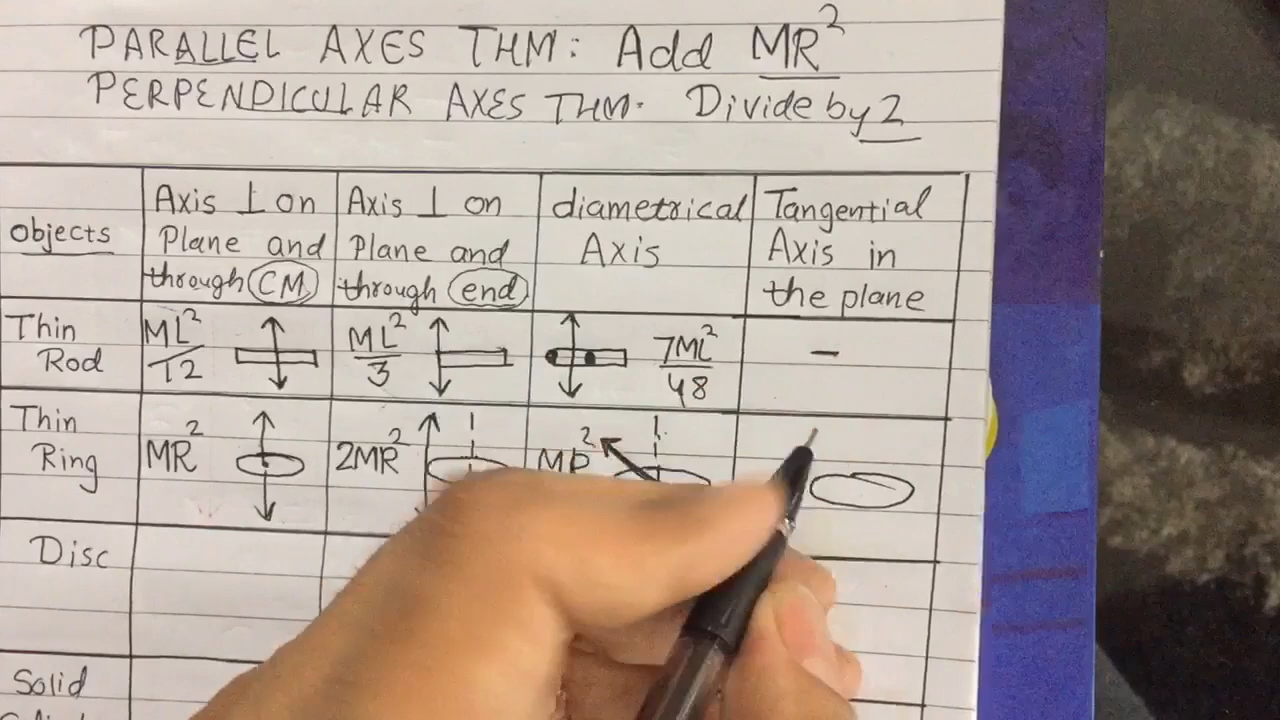 PARALLEL AXES THM: Add MR²
PERPENDICULAR AXES THM. Divide by 2
objects
Axis ⊥ on
Plane and
through CM
Axis ⊥ on
Plane and
through end
diametrical
Axis
Tangential
Axis in
the plane
Thin
Rod
ML²/12
ML²/3
7ML²/48
–
Thin
Ring
MR²
2MR²
Disc
Solid